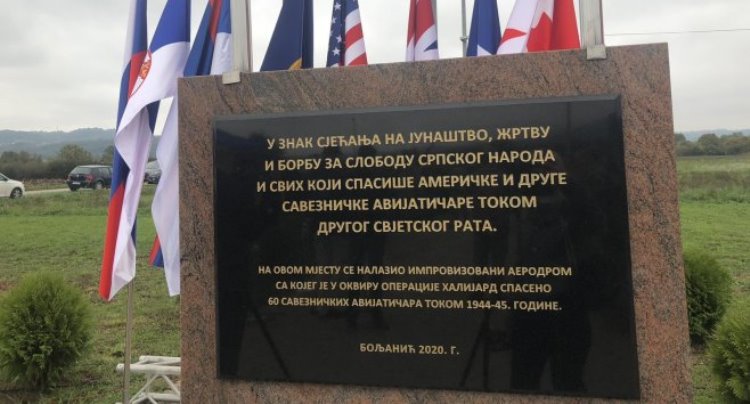 У ЗНАК СЈЕЋАЊА НА ЈУНАШТВО, ЖРТВУ
И БОРБУ ЗА СЛОБОДУ СРПСКОГ НАРОДА
И СВИХ КОЈИ СПАСИШЕ АМЕРИЧКЕ И ДРУГЕ
САВЕЗНИЧКЕ АВИЈАТИЧАРЕ ТОКОМ
ДРУГОГ СВЈЕТСКОГ РАТА.
НА ОВОМ МЈЕСТУ СЕ НАЛАЗИО ИМПРОВИЗОВАНИ АЕРОДРОМ
СА КОЈЕГ ЈЕ У ОКВИРУ ОПЕРАЦИЈЕ ХАЛИЈАРД СПАСЕНО
60 САВЕЗНИЧКИХ АВИЈАТИЧАРА ТОКОМ 1944-45. ГОДИНЕ.
БОЉАНИЋ 2020. Г.